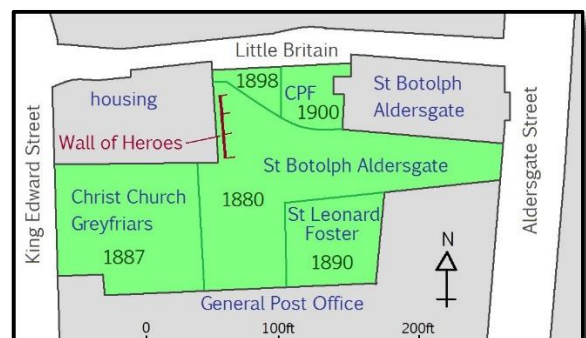 Little Britain
1898
CPF
1900
St Botolph
Aldersgate
housing
Wall of Heroes
King Edward Street
Aldersgate Street
St Botolph Aldersgate
Christ Church
Greyfriars
1880
1887
St Leonard
Foster
1890
N
General Post Office
0
100ft
200ft